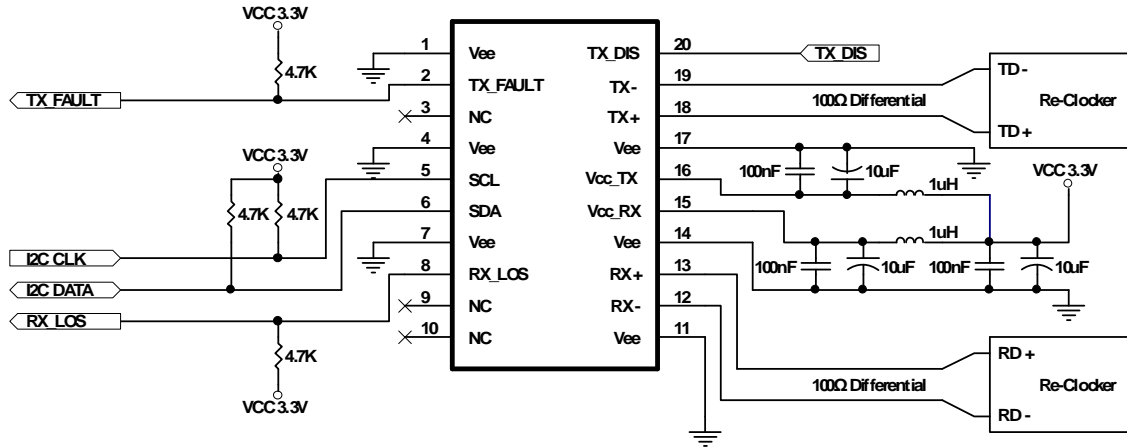 VCC 3.3V
4.7K
TX_FAULT
VCC 3.3V
4.7K
4.7K
I2C CLK
I2C DATA
RX_LOS
4.7K
VCC 3.3V
1
2
3
4
5
6
7
8
9
10
Vee
TX_FAULT
NC
Vee
SCL
SDA
Vee
RX_LOS
NC
NC
TX_DIS
TX-
TX+
Vee
Vcc_TX
Vcc_RX
Vee
RX+
RX-
Vee
20
19
18
17
16
15
14
13
12
11
TX_DIS
100Ω Differential
TD -
TD +
Re-Clocker
100nF
10uF
1uH
VCC 3.3V
1uH
100nF
10uF
100nF
10uF
100Ω Differential
RD +
RD -
Re-Clocker